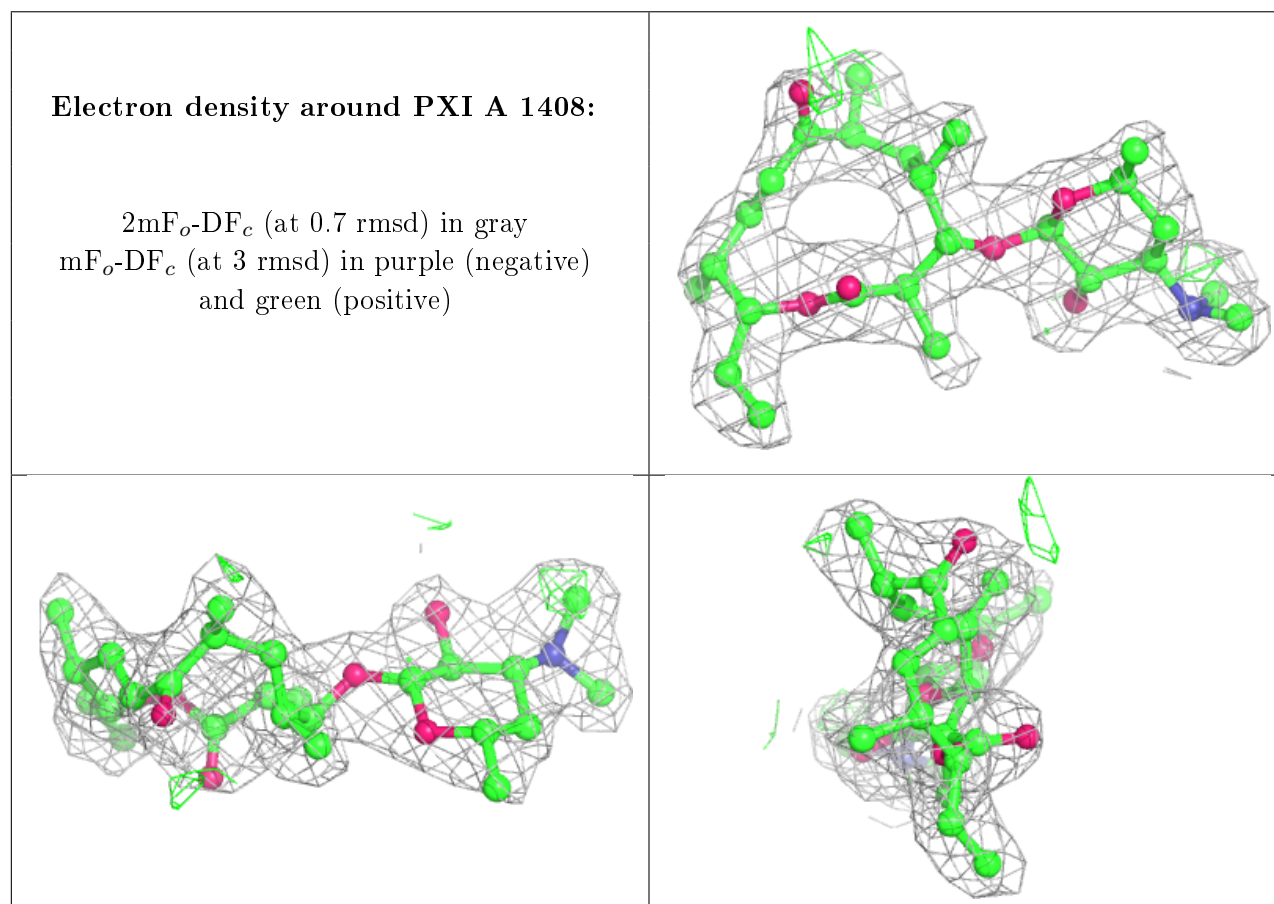 Electron density around PXI A 1408:
2mFo-DFc (at 0.7 rmsd) in gray
mFo-DFc (at 3 rmsd) in purple (negative)
and green (positive)